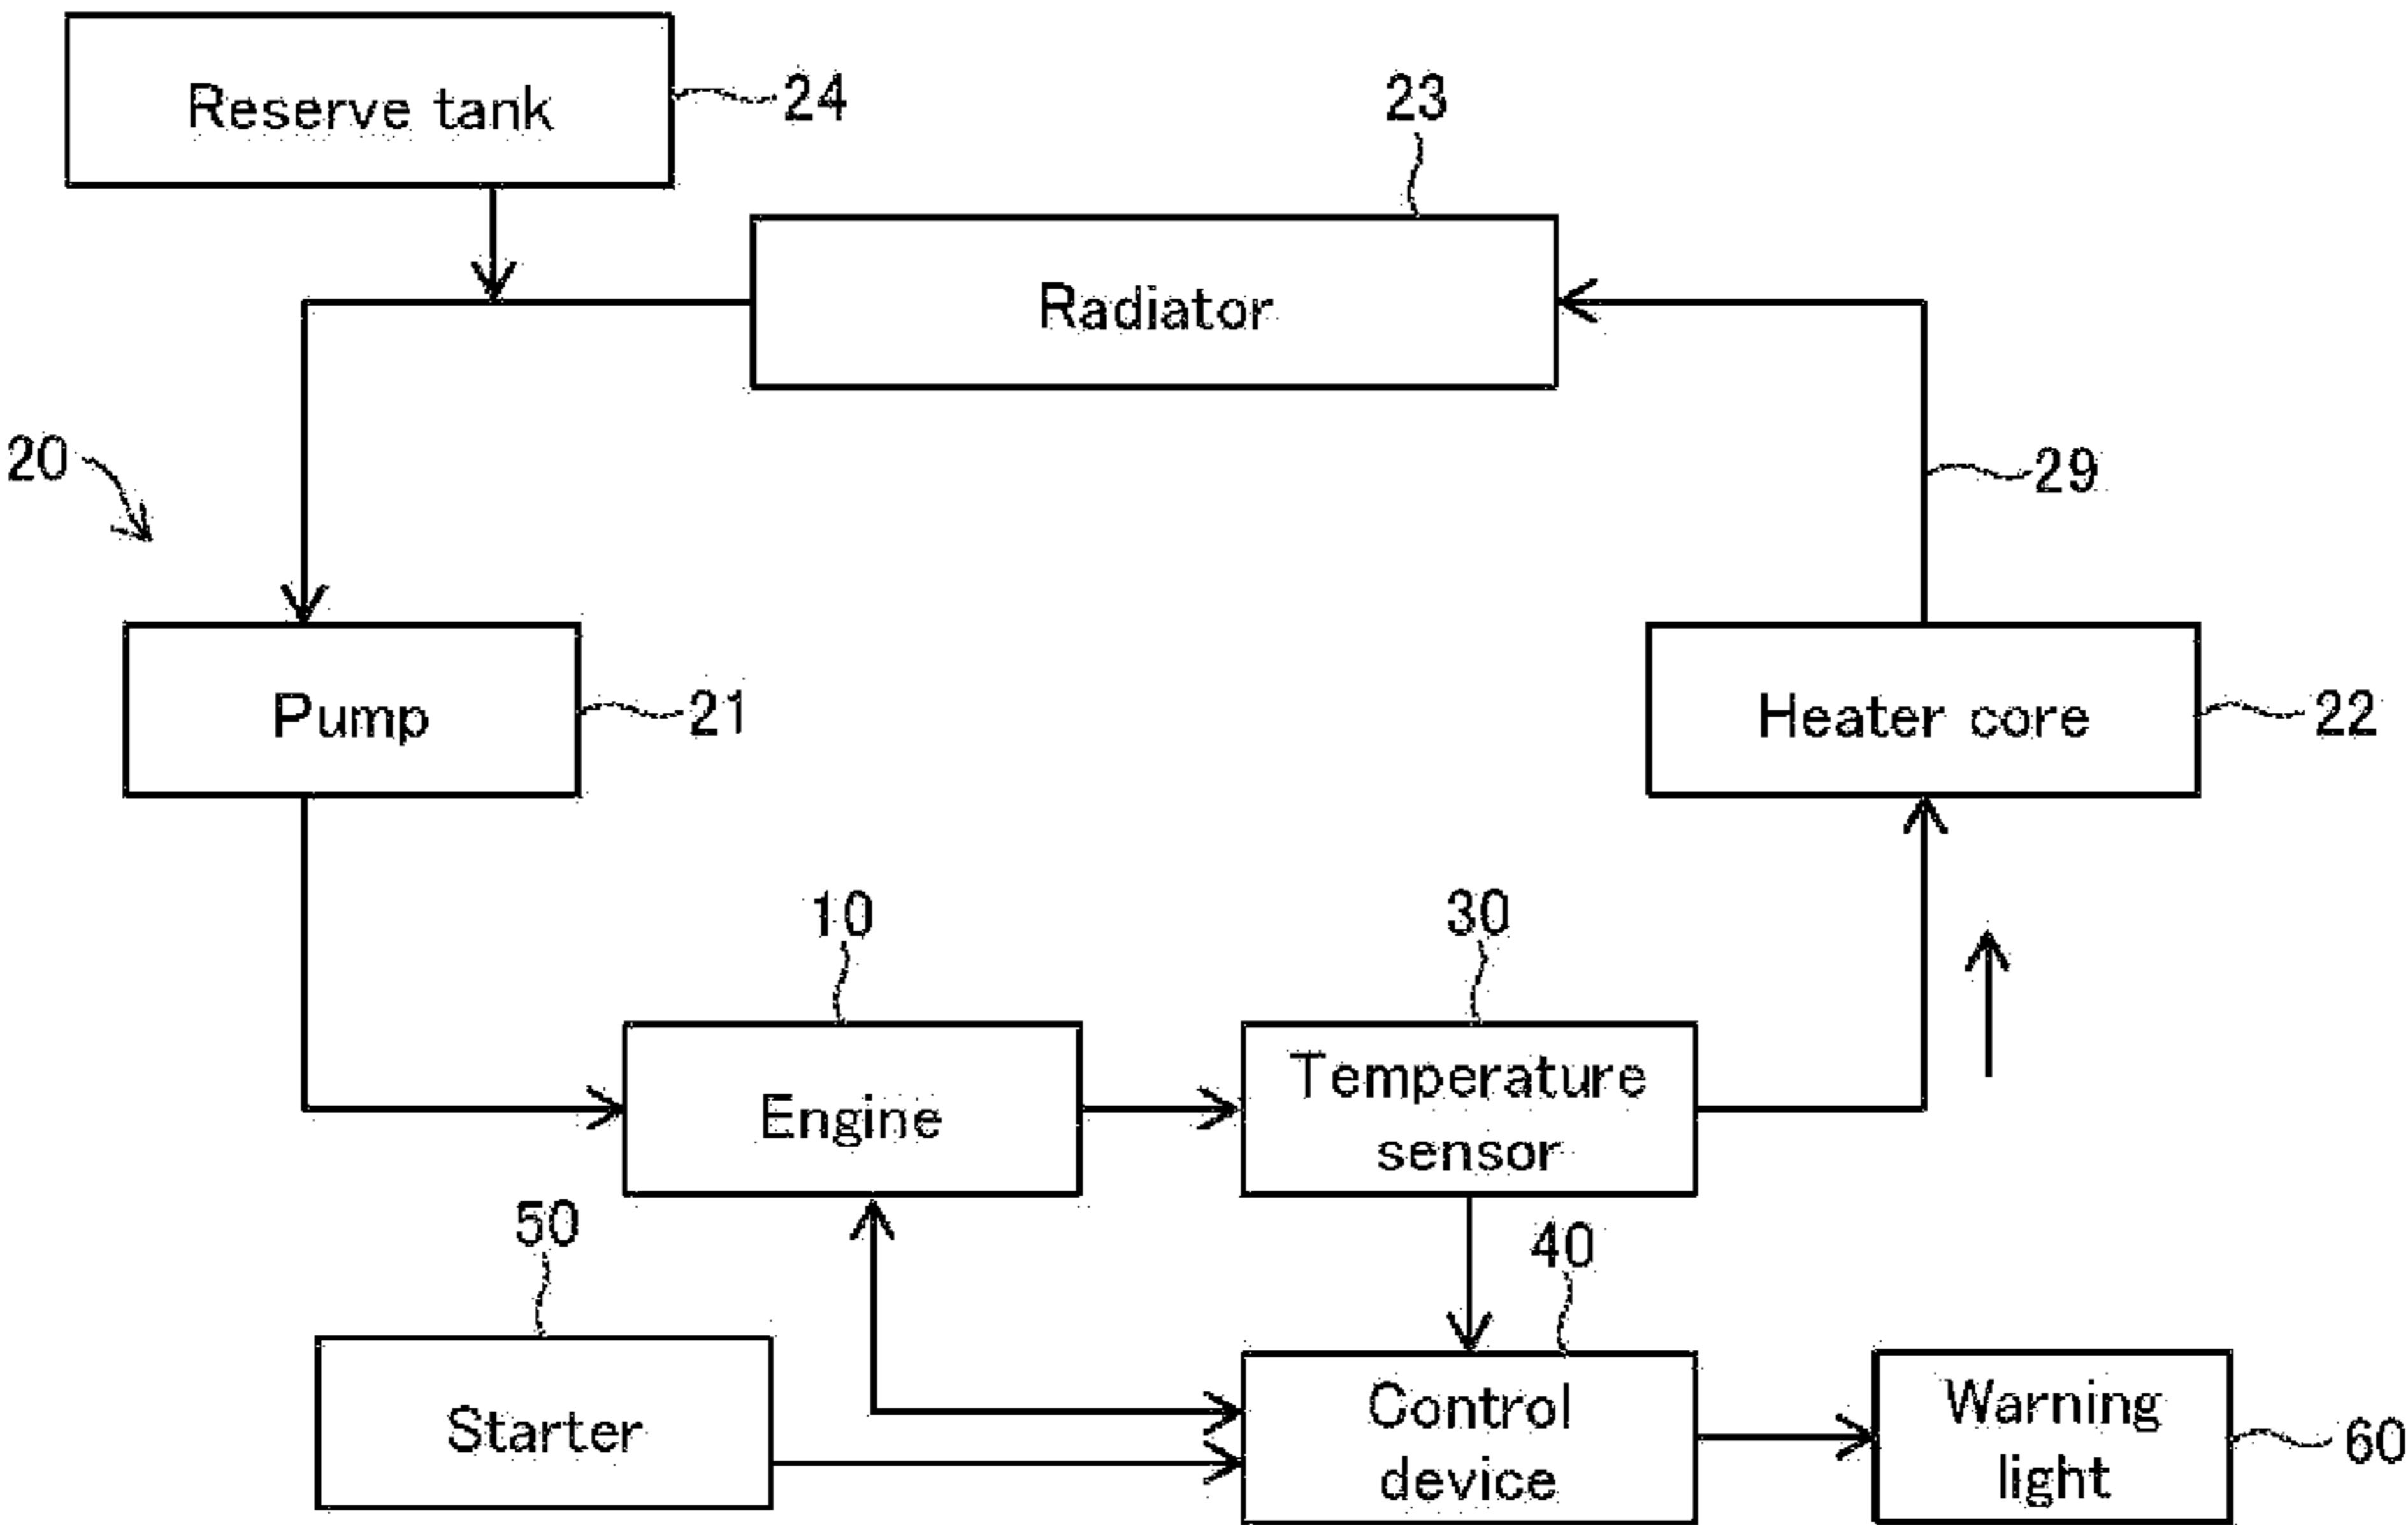 Reserve tank
24
23
Radiator
20
29
Pump
21
Heater core
22
10
30
Engine
Temperature
sensor
50
40
Starter
Control
device
Warning
light
60